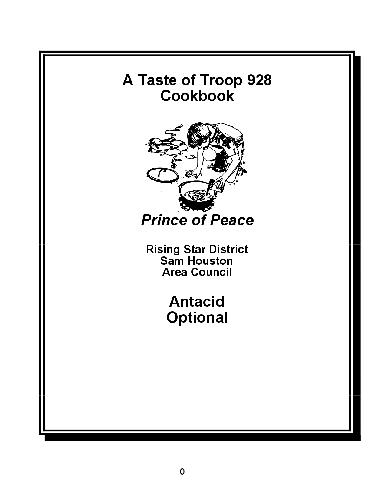 A Taste of Troop 928
Cookbook
Prince of Peace
Rising Star District
Sam Houston
Area Council
Antacid
Optional
0